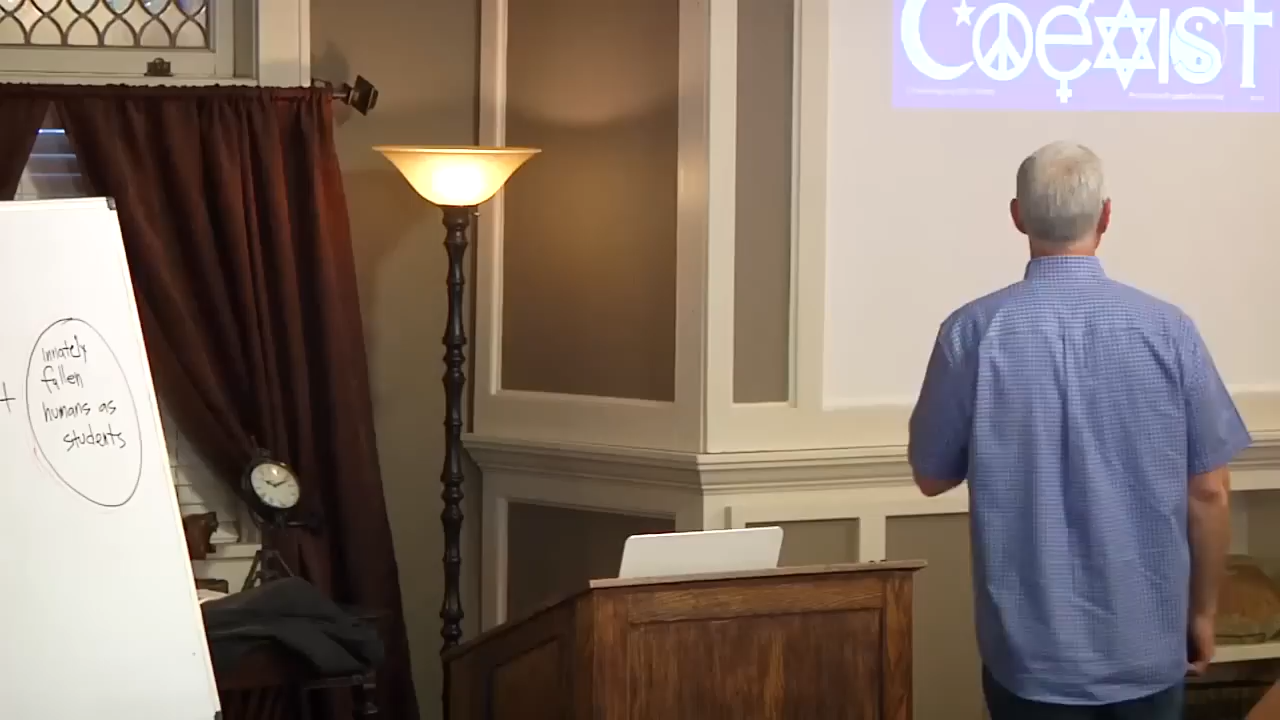 Coexist
+
innately
fallen
humans as
students